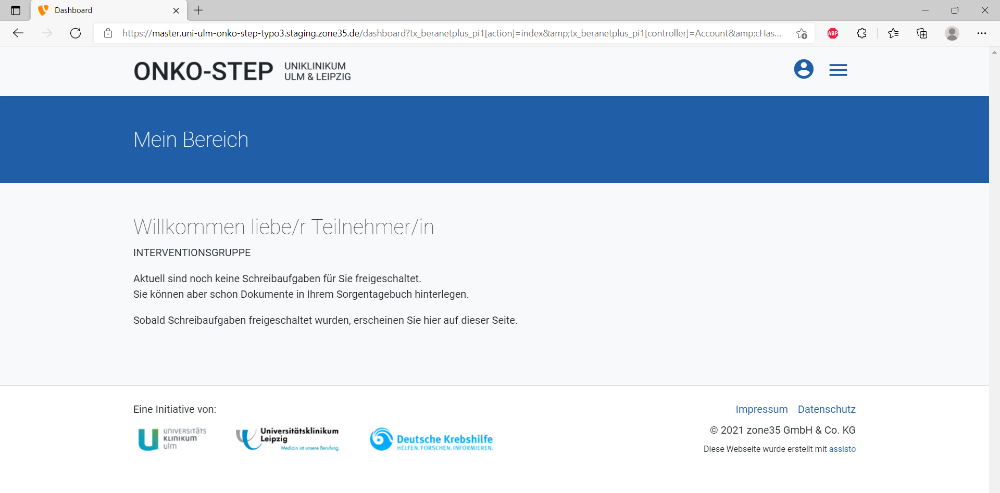 Dashboard
https://master.uni-ulm-onko-step-typo3.staging.zone35.de/dashboard?tx_beranetplus_pi1[action]=index&amp;tx_beranetplus_pi1[controller]=Account&amp;cHas...
ABP
ONKO-STEP
UNIKLINIKUM
ULM & LEIPZIG
Mein Bereich
Willkommen liebe/r Teilnehmer/in
INTERVENTIONSGRUPPE
Aktuell sind noch keine Schreibaufgaben für Sie freigeschaltet.
Sie können aber schon Dokumente in Ihrem Sorgentagebuch hinterlegen.
Sobald Schreibaufgaben freigeschaltet wurden, erscheinen Sie hier auf dieser Seite.
Eine Initiative von:
UNIVERSITÄTS
KLINIKUM
ulm
Universitätsklinikum
Leipzig
Medizin ist unsere Berufung.
Deutsche Krebshilfe
HELFEN. FORSCHEN. INFORMIEREN.
Impressum Datenschutz
© 2021 zone35 GmbH & Co. KG
Diese Webseite wurde erstellt mit assisto